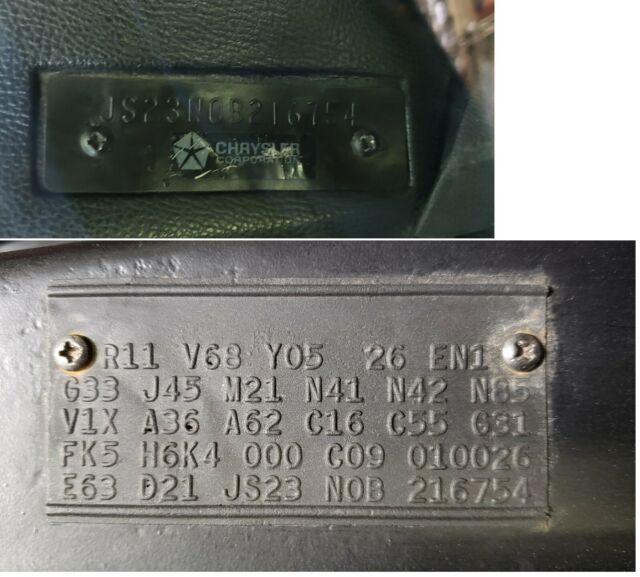 JS23N0B216754
CHRYSLER
CORPORATION
R11 V68 Y05 26 EN1
G33 J45 M21 N41 N42 N85
V1X A36 A62 C16 C55 G31
FK5 H6K4 000 C09 010026
E63 D21 JS23 N0B 216754